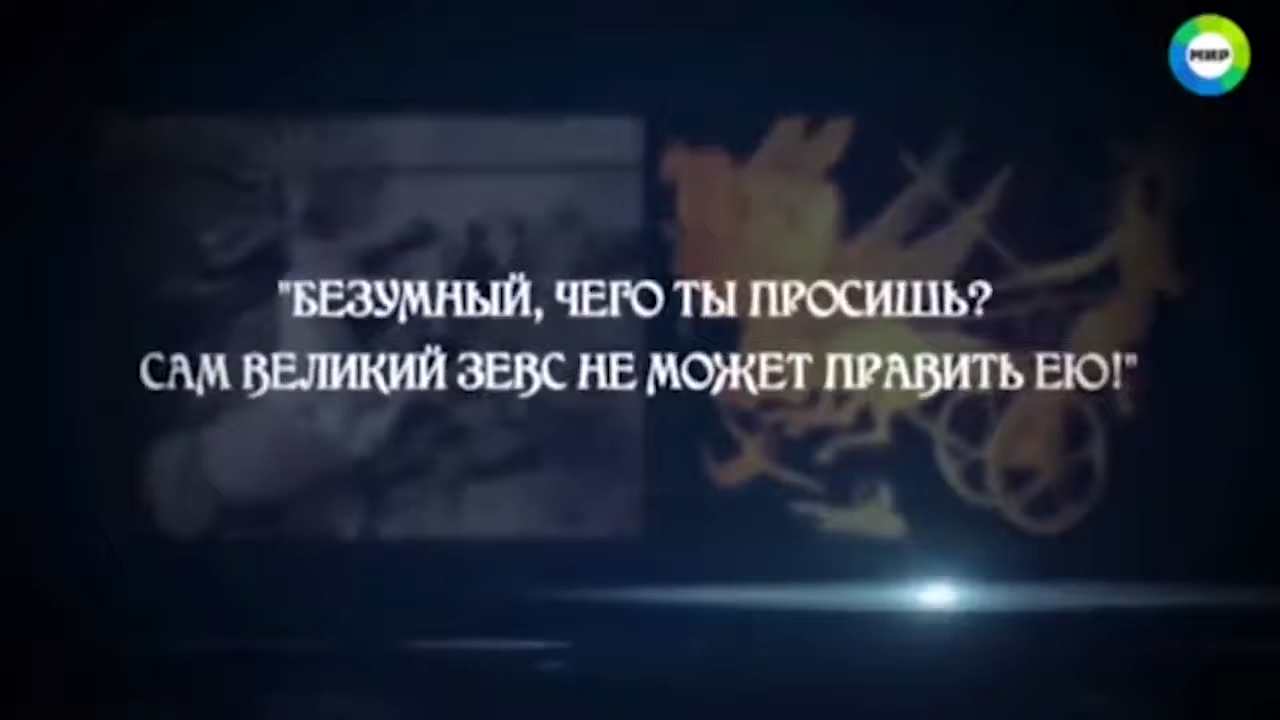 МИР
"БЕЗУМНЫЙ, ЧЕГО ТЫ ПРОСИШЬ?
САМ ВЕЛИКИЙ ЗЕВС НЕ МОЖЕТ ПРАВИТЬ ЕЮ!"